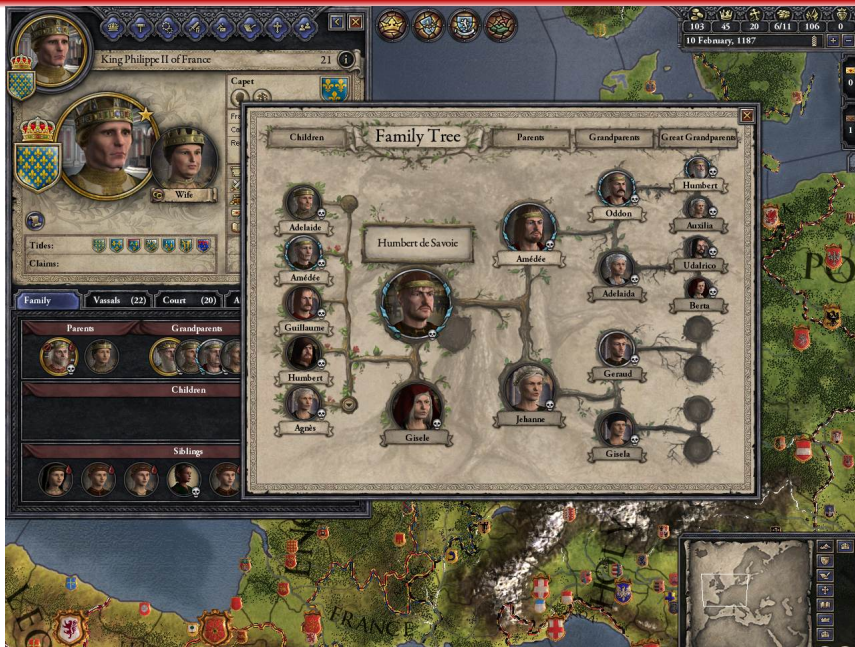 King Philippe II of France
21
Capet
Wife
Titles:
Claims:
Family
Vassals (22)
Court (20)
Parents
Grandparents
Children
Siblings
103
45
20
6/11
106
0
10 February, 1187
Children
Family Tree
Parents
Grandparents
Great Grandparents
Humbert de Savoie
Adelaide
Amédée
Guillaume
Humbert
Agnès
Gisele
Amédée
Jehanne
Oddon
Adelaida
Geraud
Gisela
Humbert
Auxilia
Udalrico
Berta
FRANCE
HOLY
PO